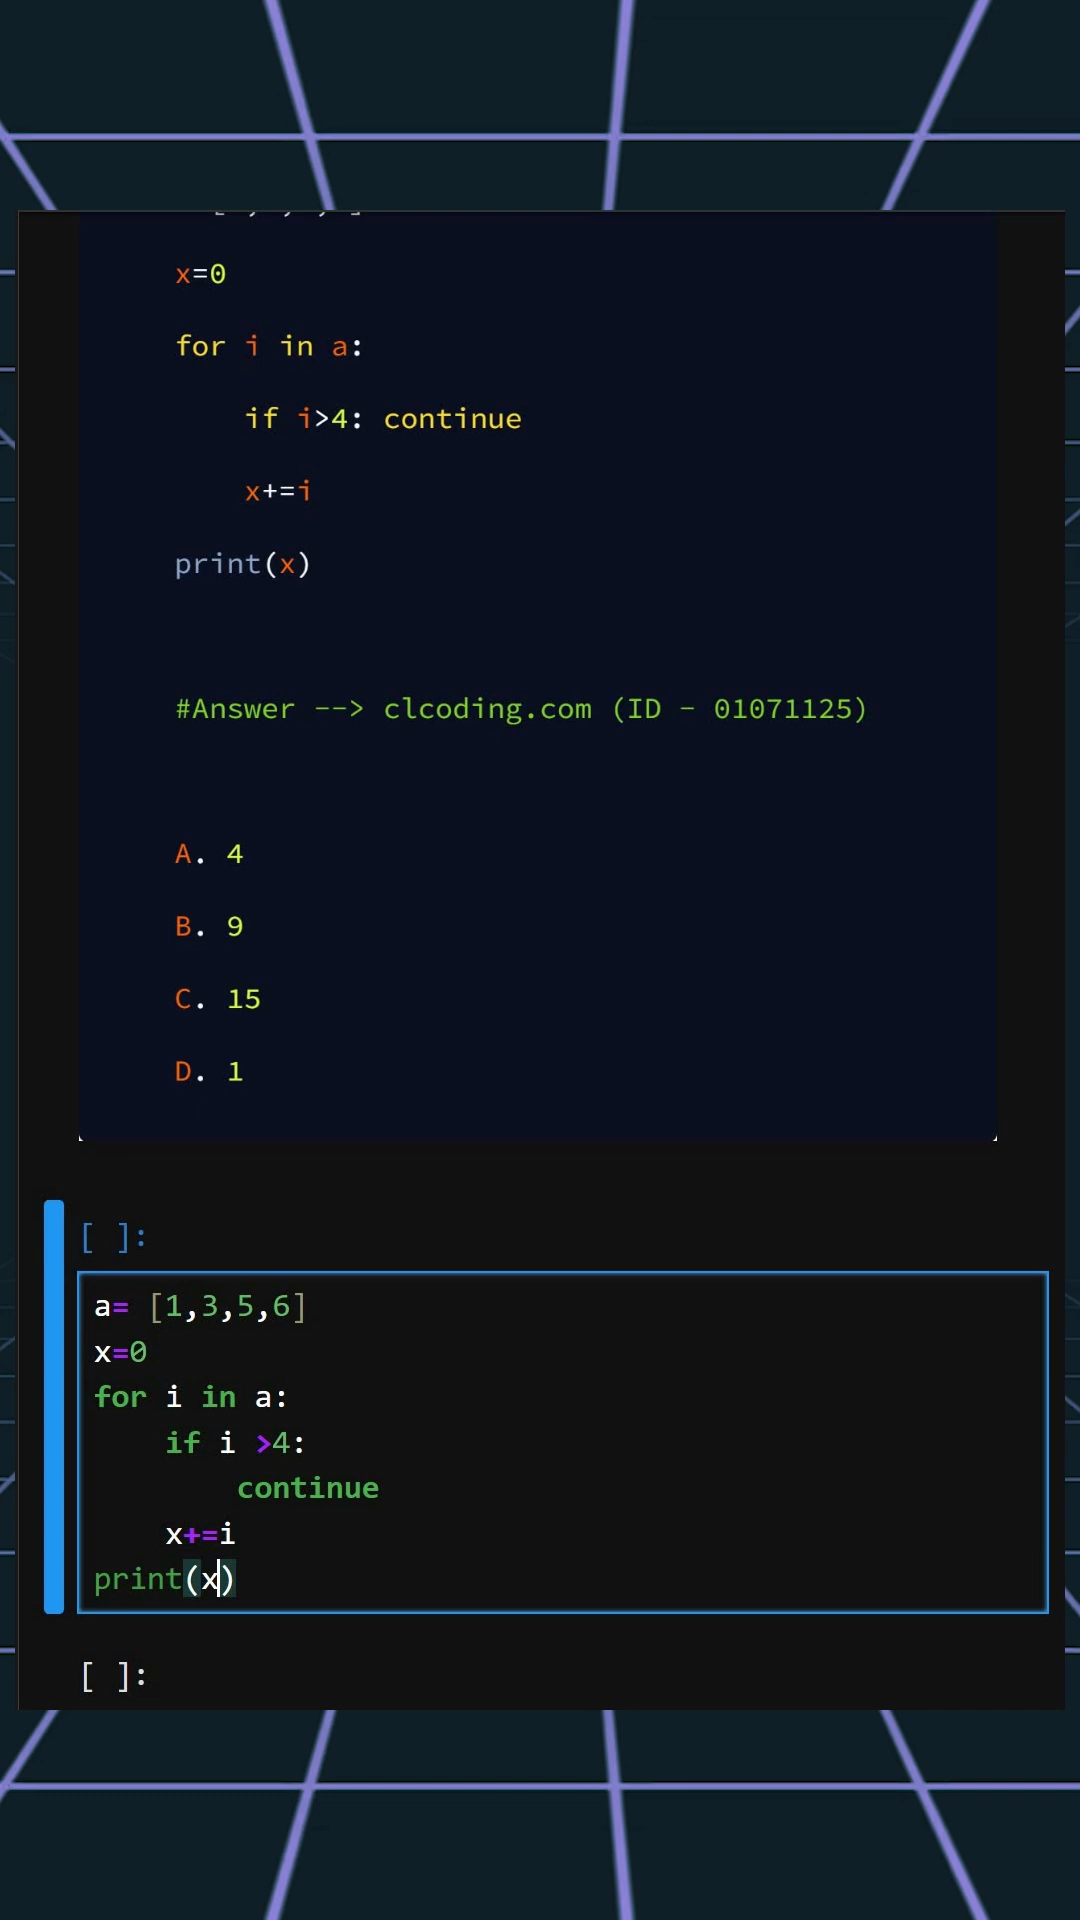 x=0
for i in a:
    if i>4: continue
    x+=i
print(x)
#Answer --> clcoding.com (ID - 01071125)
A. 4
B. 9
C. 15
D. 1
[ ]:
a= [1,3,5,6]
x=0
for i in a:
    if i >4:
        continue
    x+=i
print(x)
[ ]: